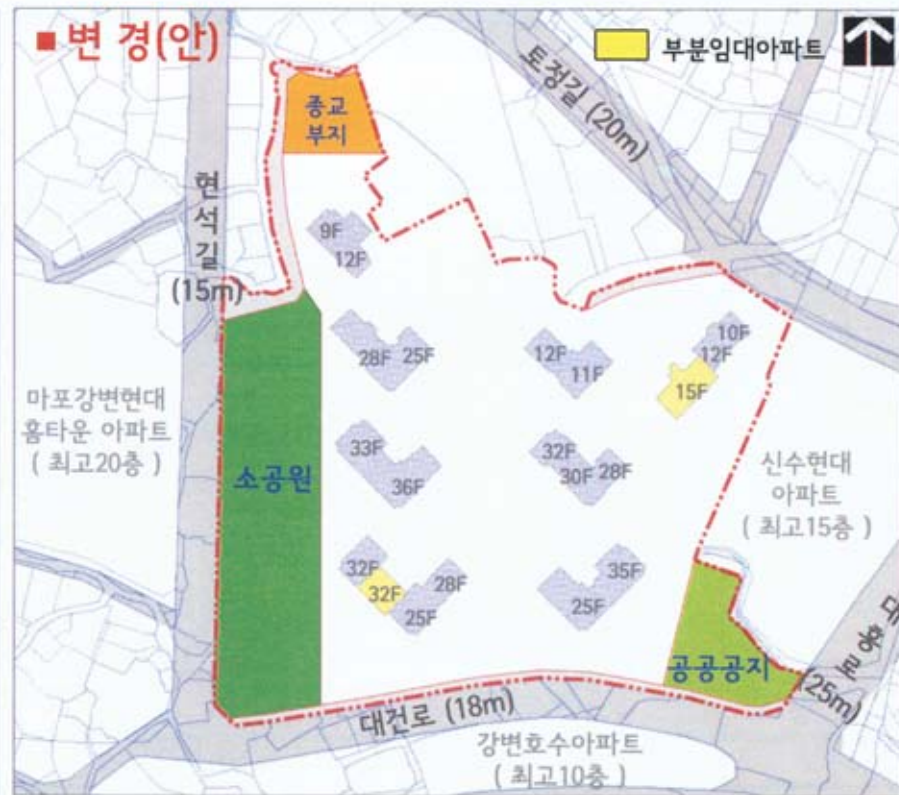 ■ 변 경(안)
부분임대아파트
토정길 (20m)
종교
부지
현석길
(15m)
9F
12F
28F
25F
12F
11F
10F
12F
15F
마포강변현대
홈타운 아파트
( 최고20층 )
33F
36F
32F
30F
28F
소공원
신수현대
아파트
( 최고15층 )
32F
32F
25F
28F
35F
25F
공공공지
대흥로
(25m)
대건로 (18m)
강변호수아파트
( 최고10층 )